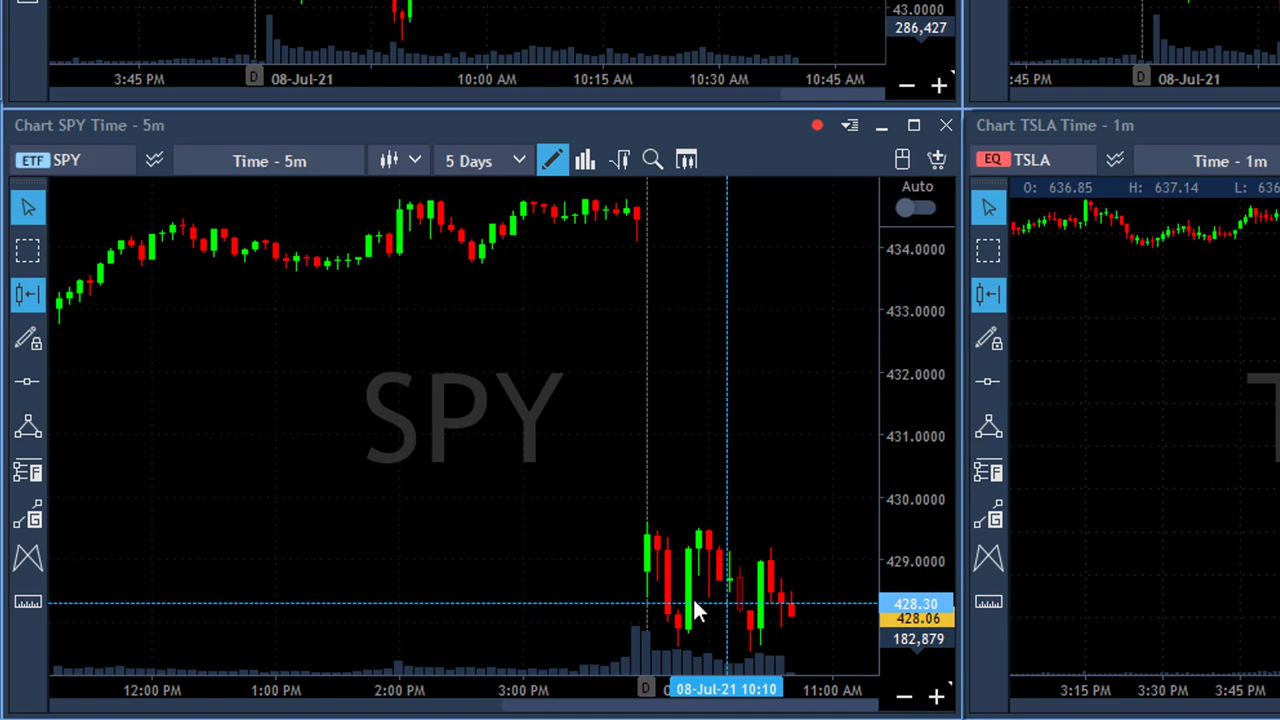 43.0000
286,427
3:45 PM D 08-Jul-21 10:00 AM 10:15 AM 10:30 AM 10:45 AM
:45 PM D 08-Jul-21
Chart SPY Time - 5m
ETF SPY Time - 5m 5 Days
Auto
434.0000
433.0000
432.0000
431.0000
430.0000
429.0000
428.30
428.06
182,879
SPY
F
G
12:00 PM 1:00 PM 2:00 PM 3:00 PM D 08-Jul-21 10:10 11:00 AM
Chart TSLA Time - 1m
EQ TSLA Time - 1m
O: 636.85 H: 637.14 L: 636
F
G
3:15 PM 3:30 PM 3:45 PM